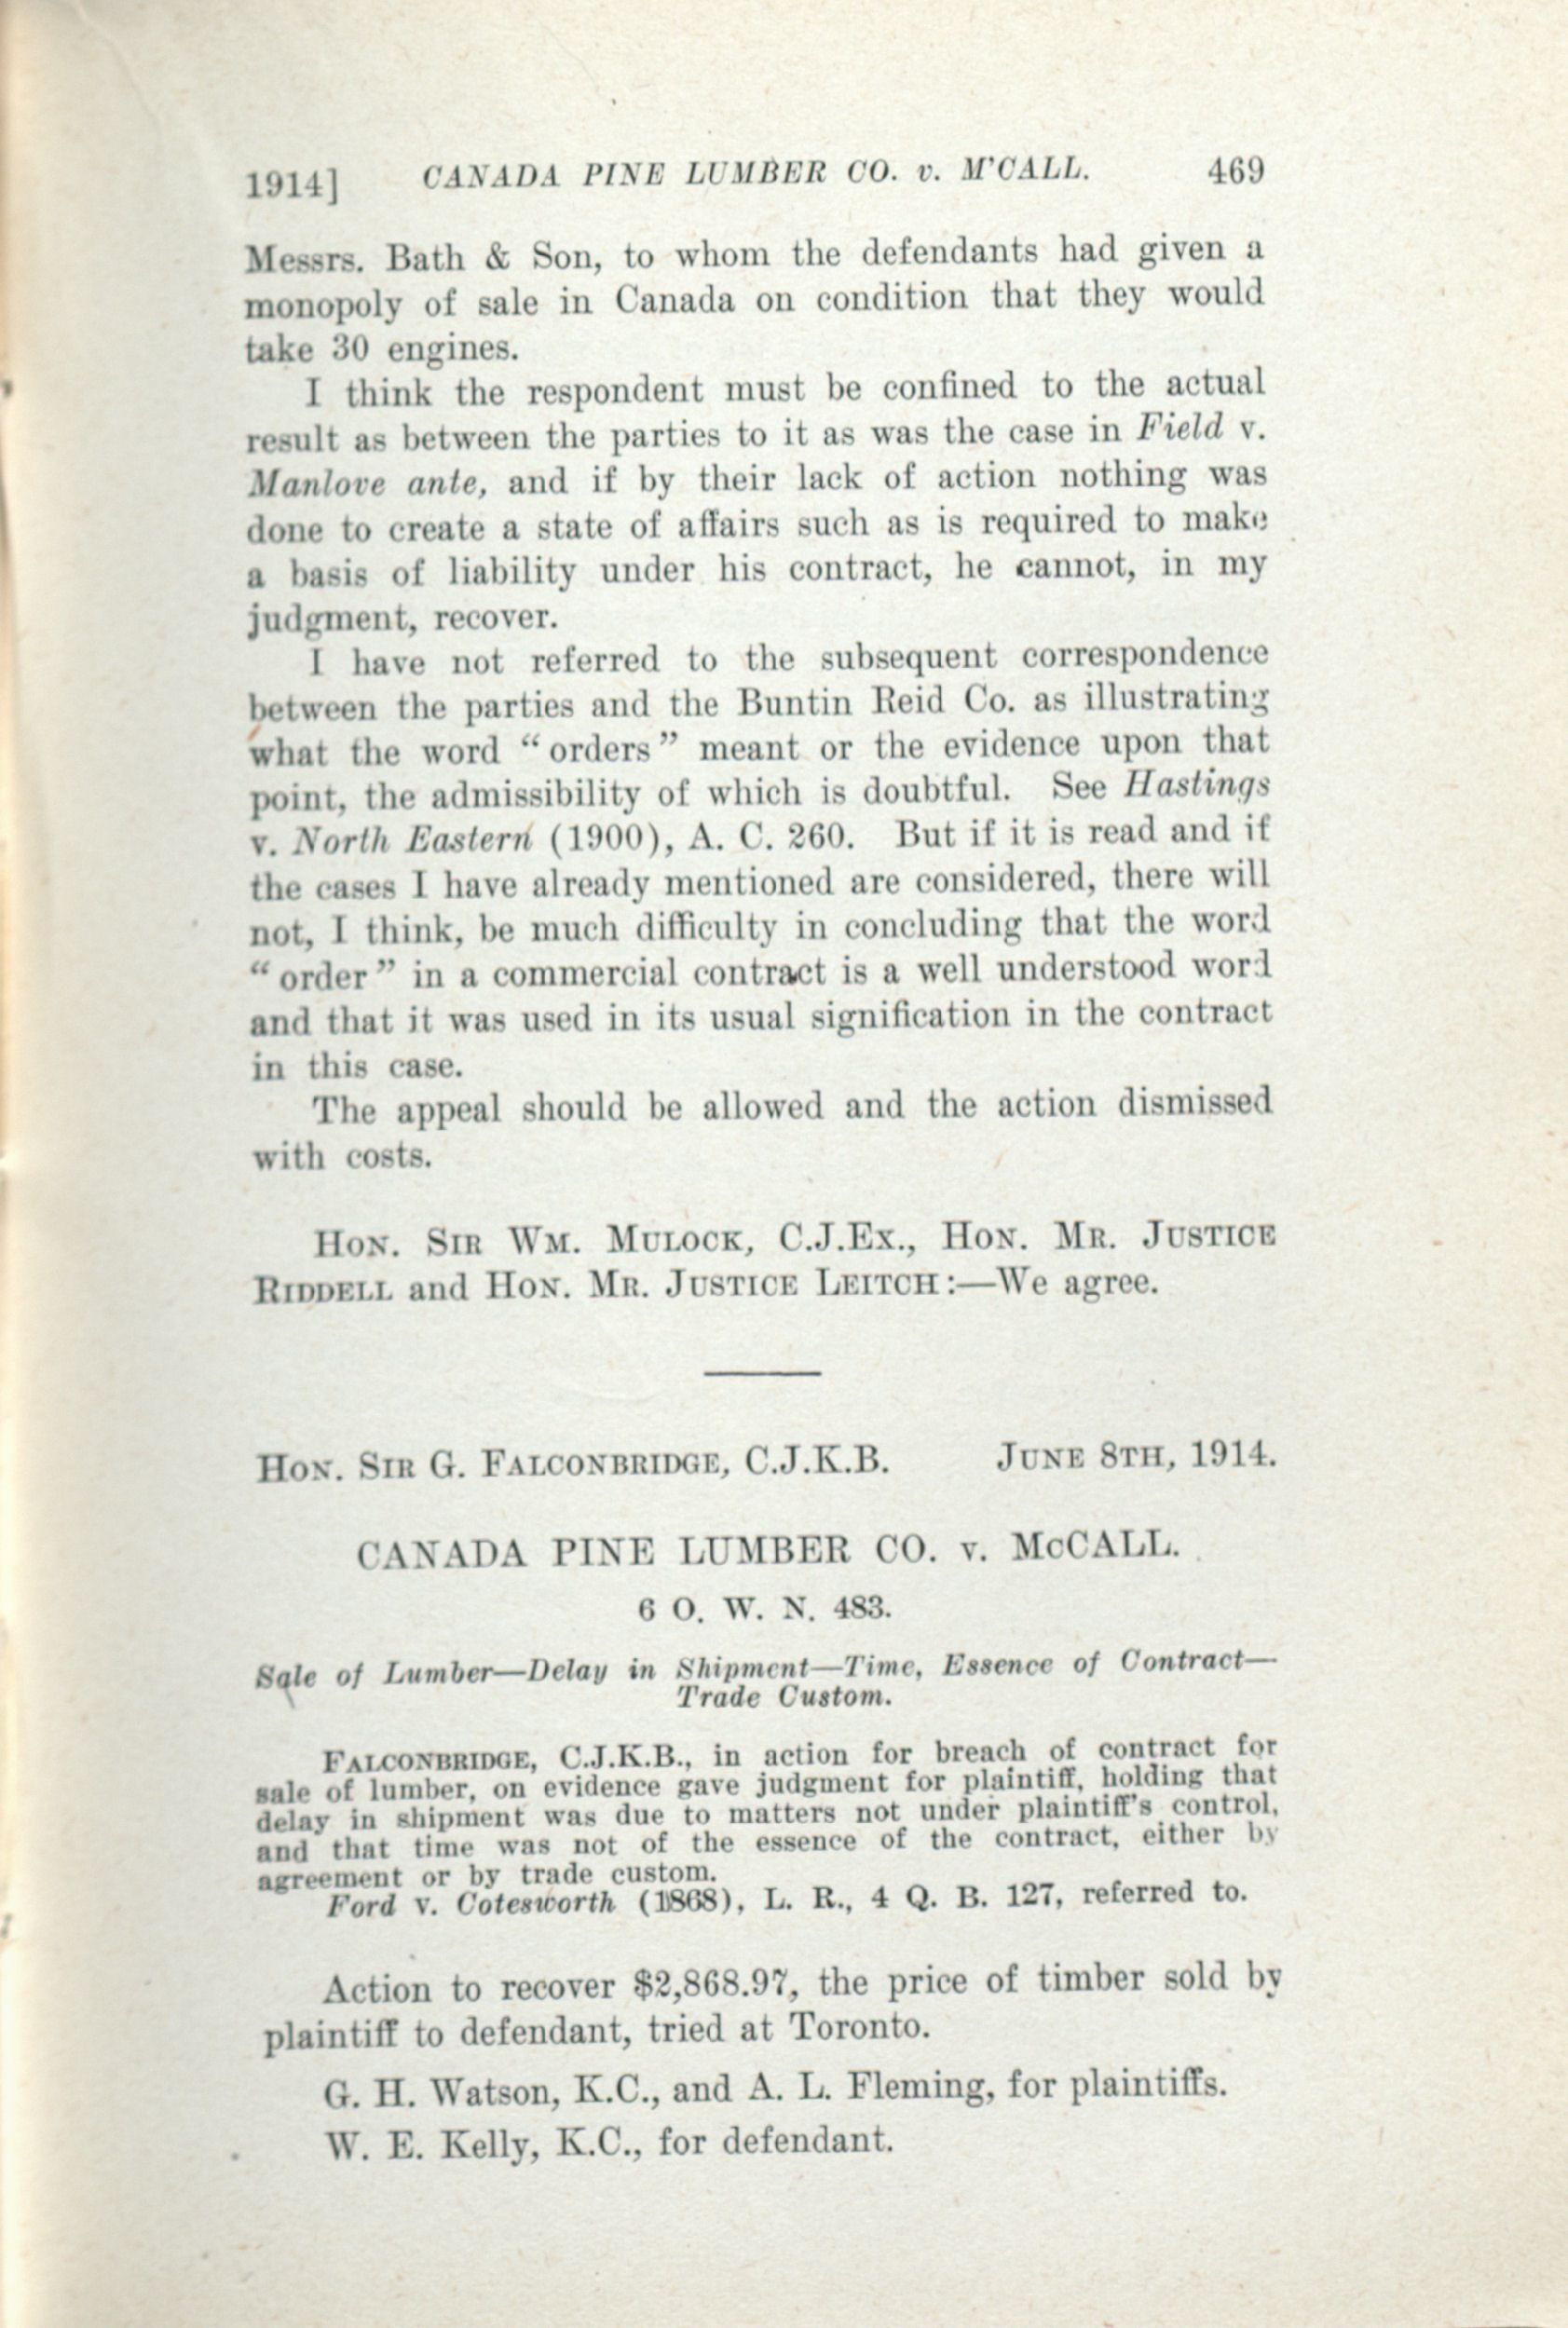 1914] CANADA PINE LUMBER CO. v. M'CALL. 469
Messrs. Bath & Son, to whom the defendants had given a
monopoly of sale in Canada on condition that they would
take 30 engines.
I think the respondent must be confined to the actual
result as between the parties to it as was the case in Field v.
Manlove ante, and if by their lack of action nothing was
done to create a state of affairs such as is required to make
a basis of liability under his contract, he cannot, in my
judgment, recover.
I have not referred to the subsequent correspondence
between the parties and the Buntin Reid Co. as illustrating
what the word “orders” meant or the evidence upon that
point, the admissibility of which is doubtful. See Hastings
v. North Eastern (1900), A. C. 260. But if it is read and if
the cases I have already mentioned are considered, there will
not, I think, be much difficulty in concluding that the word
“order” in a commercial contract is a well understood word
and that it was used in its usual signification in the contract
in this case.
The appeal should be allowed and the action dismissed
with costs.
HON. SIR WM. MULOCK, C.J.EX., HON. MR. JUSTICE
RIDDELL and HON. MR. JUSTICE LEITCH:—We agree.
HON. SIR G. FALCONBRIDGE, C.J.K.B. JUNE 8TH, 1914.
CANADA PINE LUMBER CO. v. McCALL.
6 O. W. N. 483.
Sale of Lumber—Delay in Shipment—Time, Essence of Contract—
Trade Custom.
FALCONBRIDGE, C.J.K.B., in action for breach of contract for
sale of lumber, on evidence gave judgment for plaintiff, holding that
delay in shipment was due to matters not under plaintiff's control,
and that time was not of the essence of the contract, either by
agreement or by trade custom.
Ford v. Cotesworth (1868), L. R., 4 Q. B. 127, referred to.
Action to recover $2,868.97, the price of timber sold by
plaintiff to defendant, tried at Toronto.
G. H. Watson, K.C., and A. L. Fleming, for plaintiffs.
W. E. Kelly, K.C., for defendant.